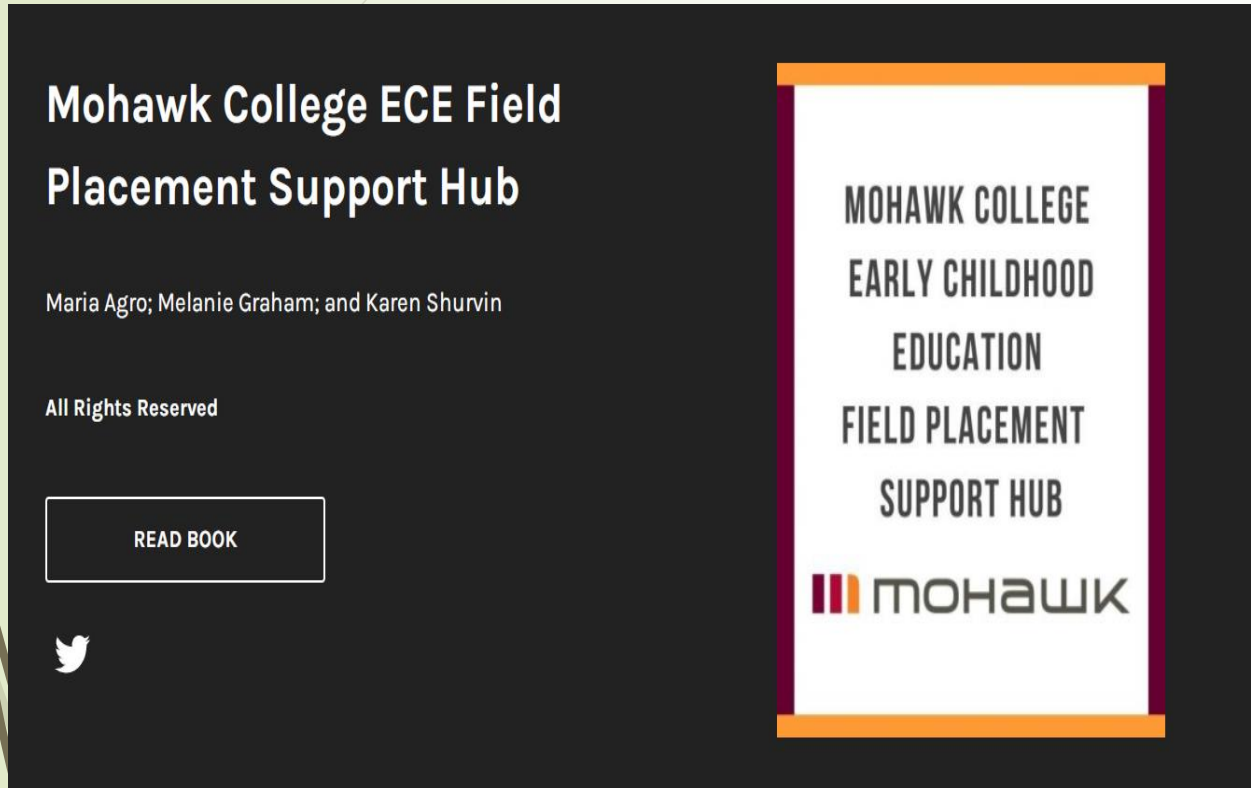 Mohawk College ECE Field
Placement Support Hub
Maria Agro; Melanie Graham; and Karen Shurvin
All Rights Reserved
READ BOOK
MOHAWK COLLEGE
EARLY CHILDHOOD
EDUCATION
FIELD PLACEMENT
SUPPORT HUB
mohawk